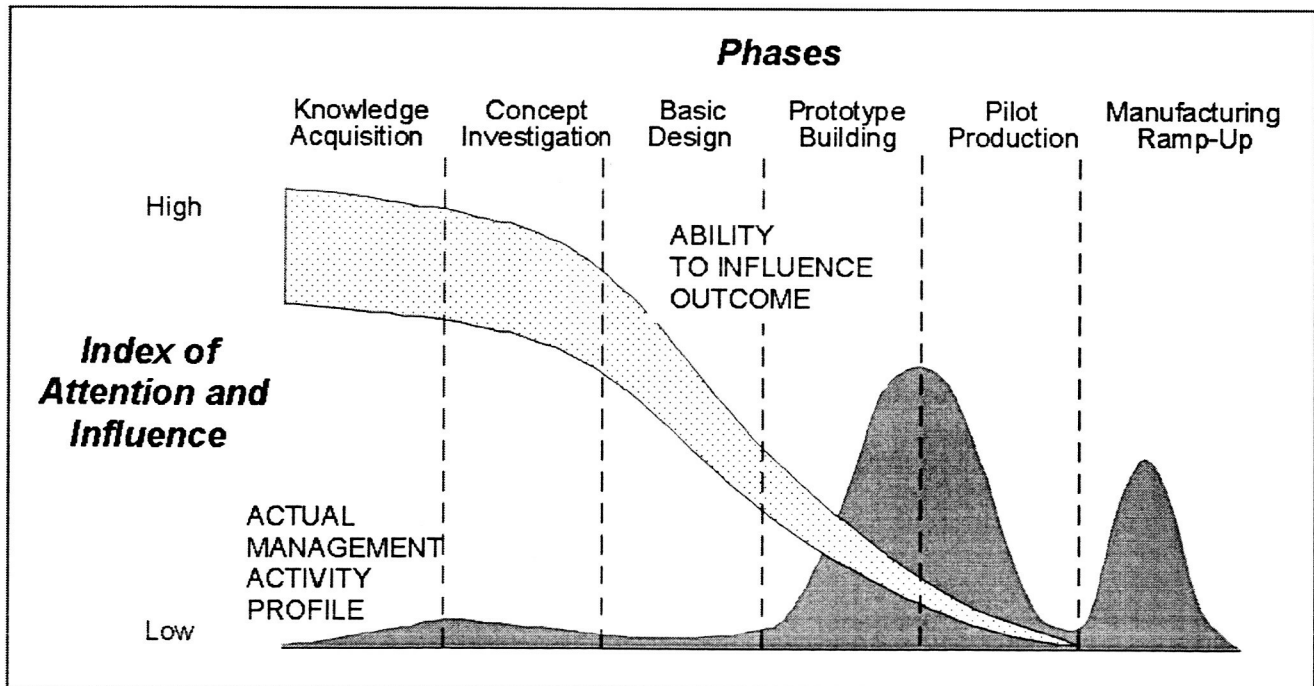 Phases
Knowledge
Acquisition
Concept
Investigation
Basic
Design
Prototype
Building
Pilot
Production
Manufacturing
Ramp-Up
High
ABILITY
TO INFLUENCE
OUTCOME
Index of
Attention and
Influence
ACTUAL
MANAGEMENT
ACTIVITY
PROFILE
Low